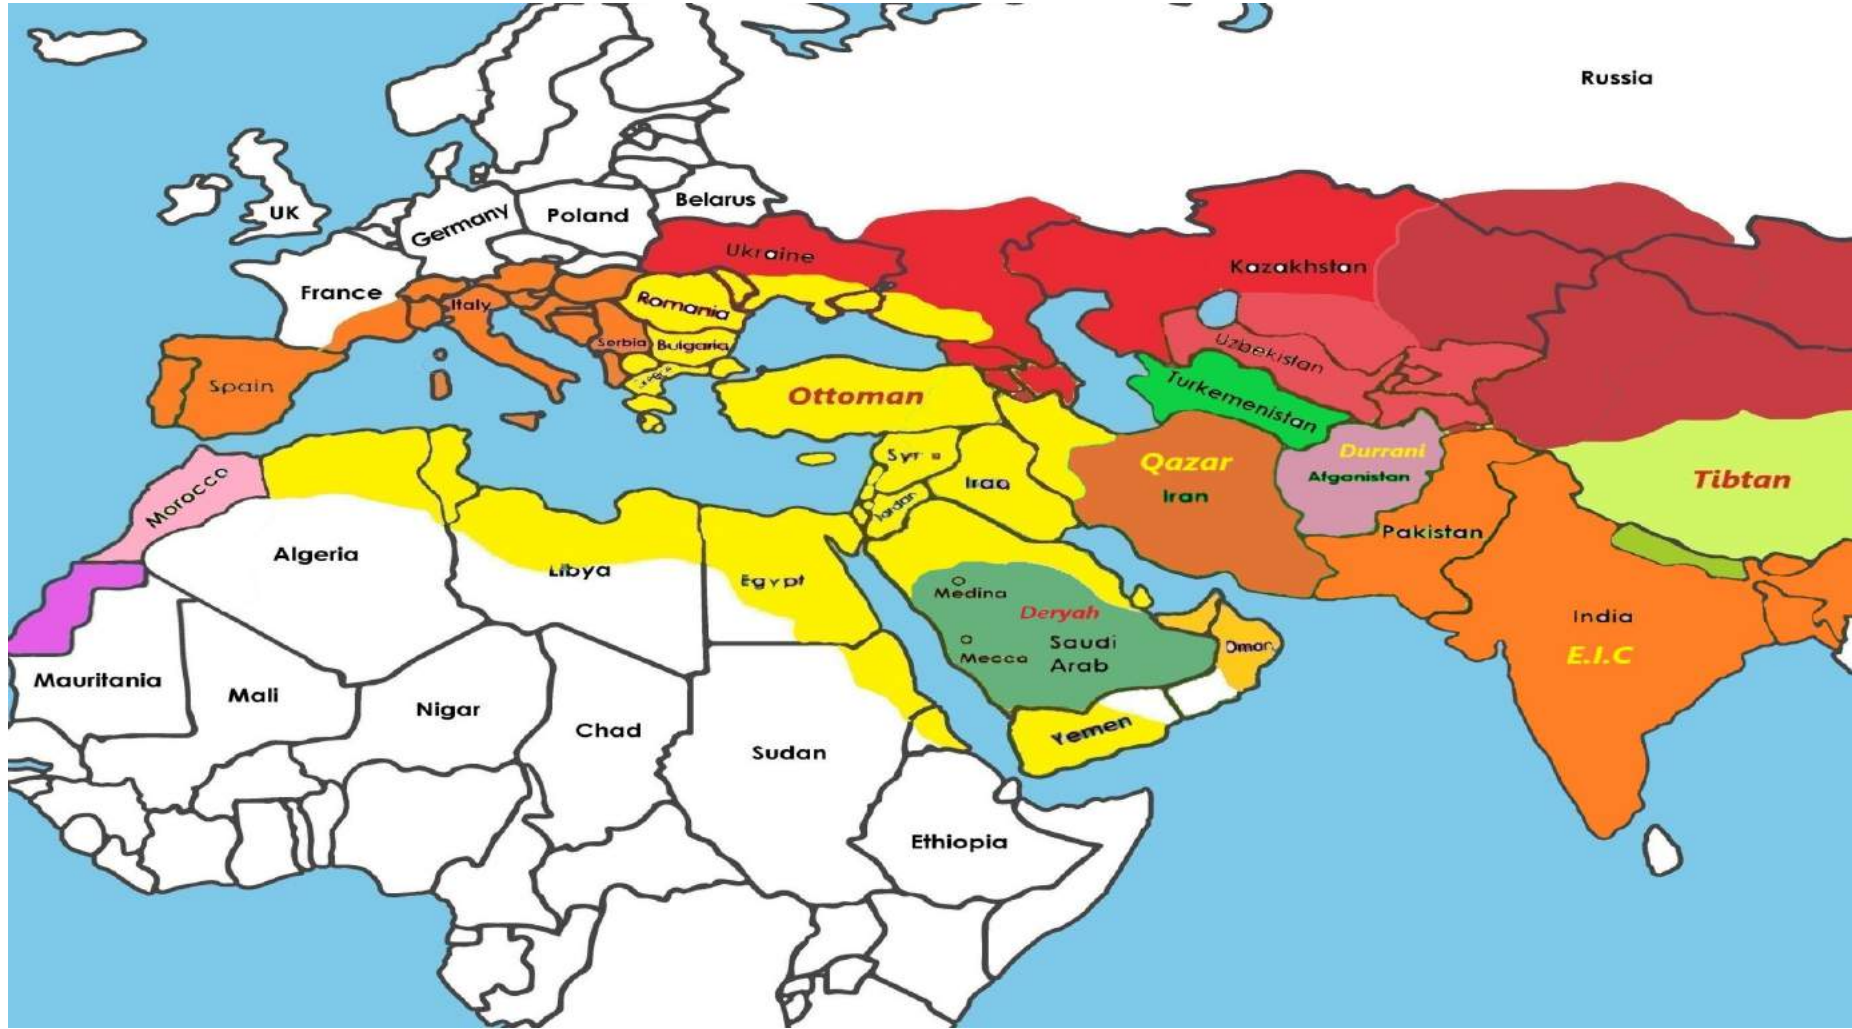 Russia
Belarus
UK
Poland
Germany
Ukraine
Kazakhstan
France
Italy
Romania
Serbia
Bulgaria
Uzbekistan
Spain
Ottoman
Turkemenistan
Durrani
Qazar
Syr a
Afganistan
Tibtan
Iraq
Iran
Morocco
Jordan
Pakistan
Algeria
Libya
Egypt
Medina
Deryah
India
Mecca
Saudi
Arab
Oman
E.I.C
Mauritania
Mali
Nigar
Chad
Sudan
Yemen
Ethiopia